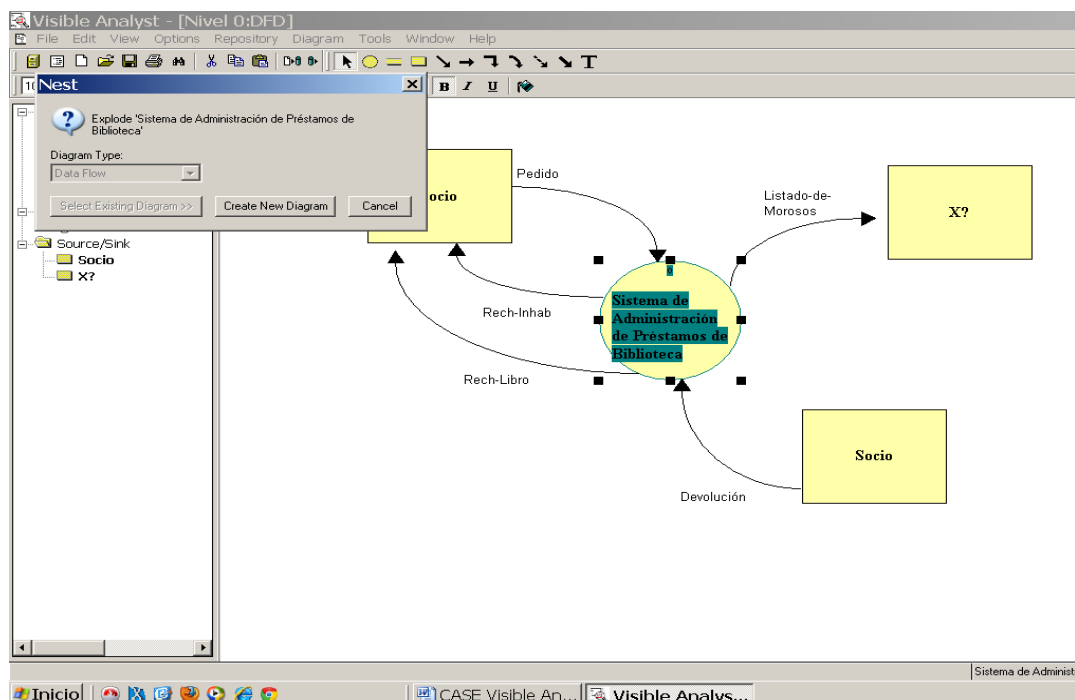 Visible Analyst - [Nivel 0:DFD]
File Edit View Options Repository Diagram Tools Window Help
T
10
B I U
Nest
Explode 'Sistema de Administración de Préstamos de
Biblioteca'
Diagram Type:
Data Flow
Select Existing Diagram >>
Create New Diagram
Cancel
Source/Sink
Socio
X?
ocio
Pedido
Listado-de-
Morosos
X?
0
Sistema de
Administración
de Préstamos de
Biblioteca
Rech-Inhab
Rech-Libro
Socio
Devolución
Sistema de Administ
Inicio
CASE Visible An...
Visible Analys...